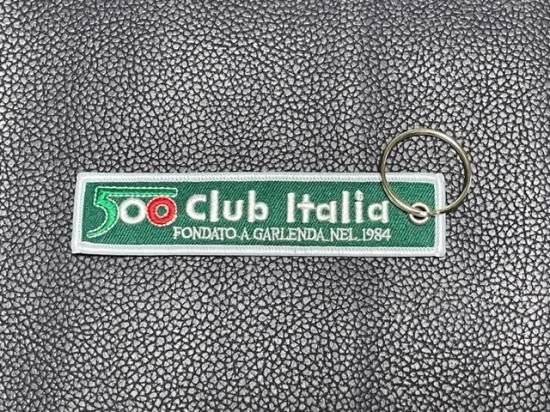 500 Club Italia
FONDATO A GARLENDA NEL 1984